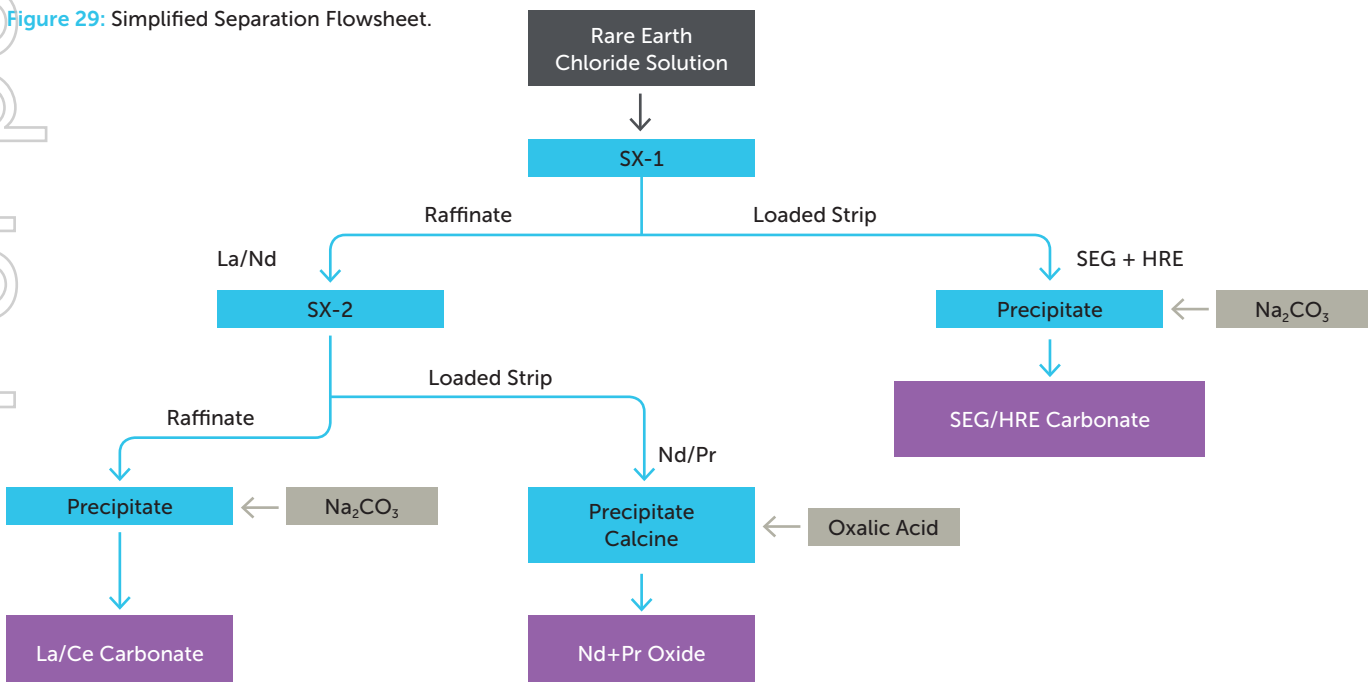 Figure 29: Simplified Separation Flowsheet.
Rare Earth
Chloride Solution
SX-1
Raffinate
Loaded Strip
La/Nd
SEG + HRE
SX-2
Precipitate
Na₂CO₃
Loaded Strip
Raffinate
SEG/HRE Carbonate
Nd/Pr
Precipitate
Na₂CO₃
Precipitate
Calcine
Oxalic Acid
La/Ce Carbonate
Nd+Pr Oxide